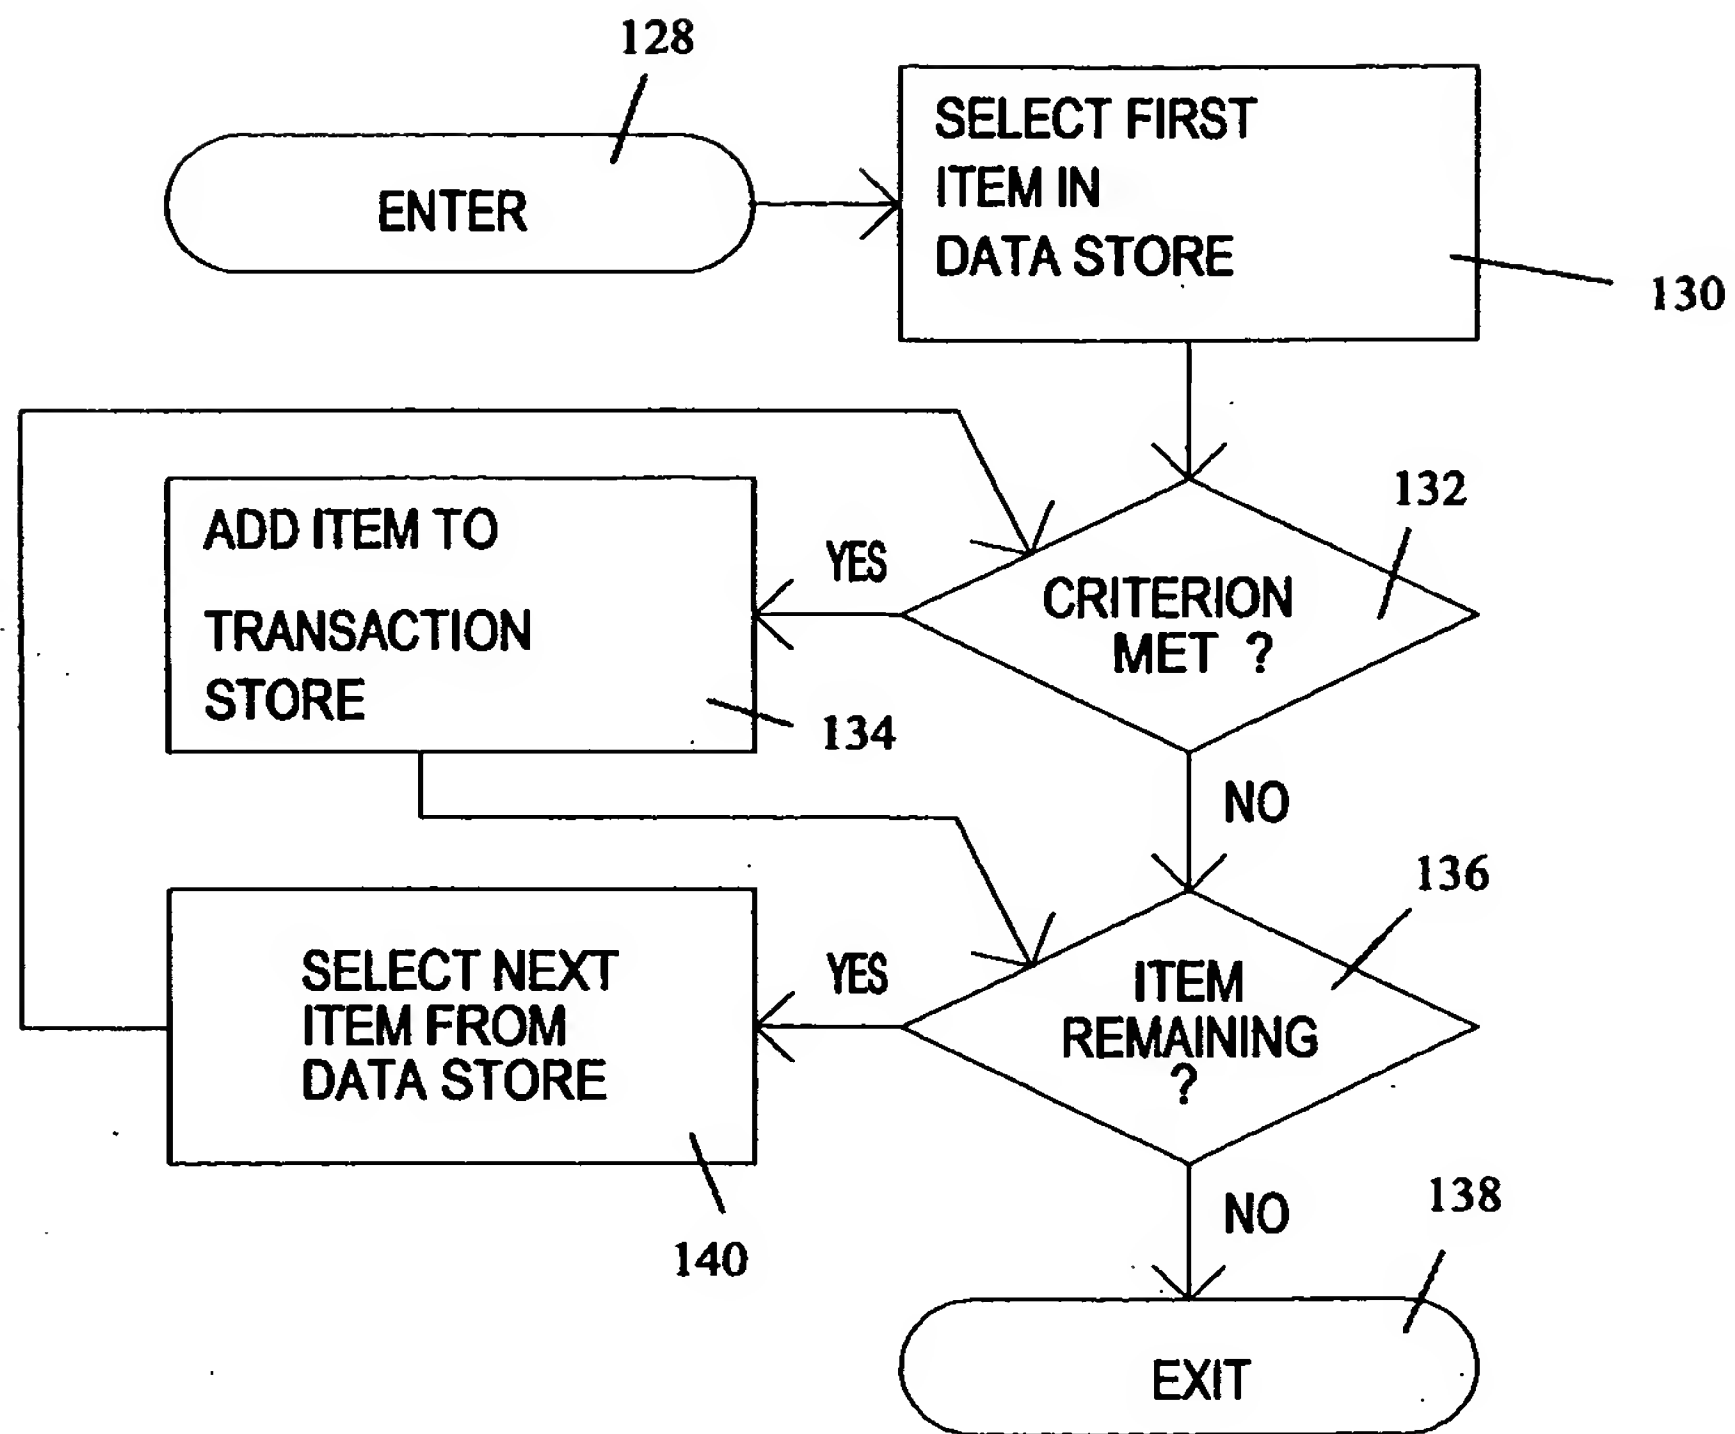 128
ENTER
SELECT FIRST
ITEM IN
DATA STORE
130
132
CRITERION
MET ?
YES
ADD ITEM TO
TRANSACTION
STORE
134
NO
136
ITEM
REMAINING
?
YES
SELECT NEXT
ITEM FROM
DATA STORE
140
NO
138
EXIT